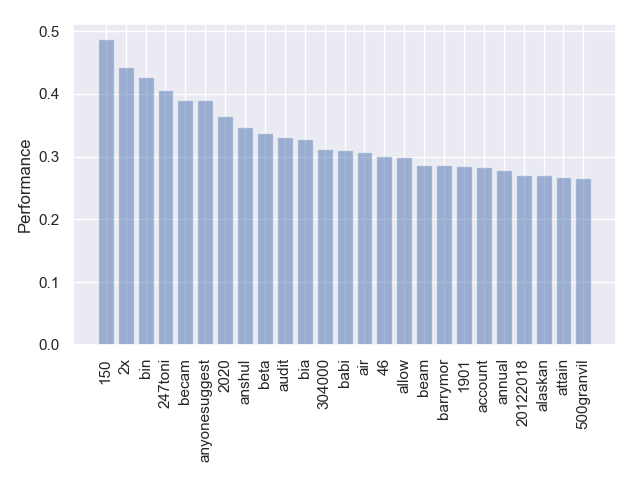 0.5
0.4
0.3
0.2
0.1
0.0
Performance
150
2x
bin
247toni
becam
anyonesuggest
2020
anshul
beta
audit
bia
304000
babi
air
46
allow
beam
barrymor
1901
account
annual
20122018
alaskan
attain
500granvil